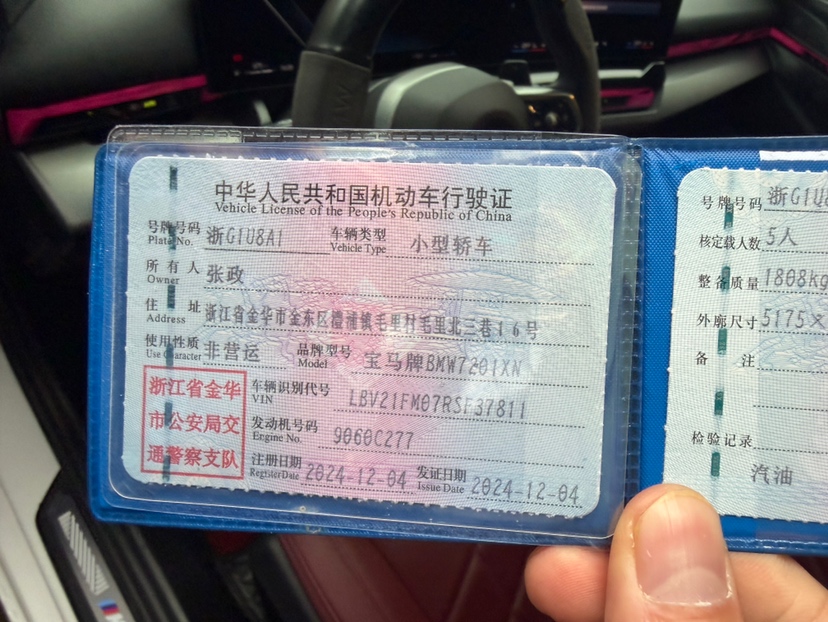 中华人民共和国机动车行驶证
Vehicle License of the People's Republic of China
号牌号码 浙G1U8A1 车辆类型 小型轿车
Plate No. Vehicle Type
所有人 张政
Owner
住址 浙江省金华市金东区澧浦镇毛里村毛里北三巷16号
Address
使用性质 非营运 品牌型号 宝马牌BMW7201XN
Use Character Model
浙江省金华
市公安局交
通警察支队
车辆识别代号 LBV21FM07RSF37811
VIN
发动机号码 9060C277
Engine No.
注册日期 2024-12-04 发证日期 2024-12-04
Register Date Issue Date
号牌号码 浙G1U8
核定载人数 5人
整备质量 1808kg
外廓尺寸 5175×
备注
检验记录
汽油